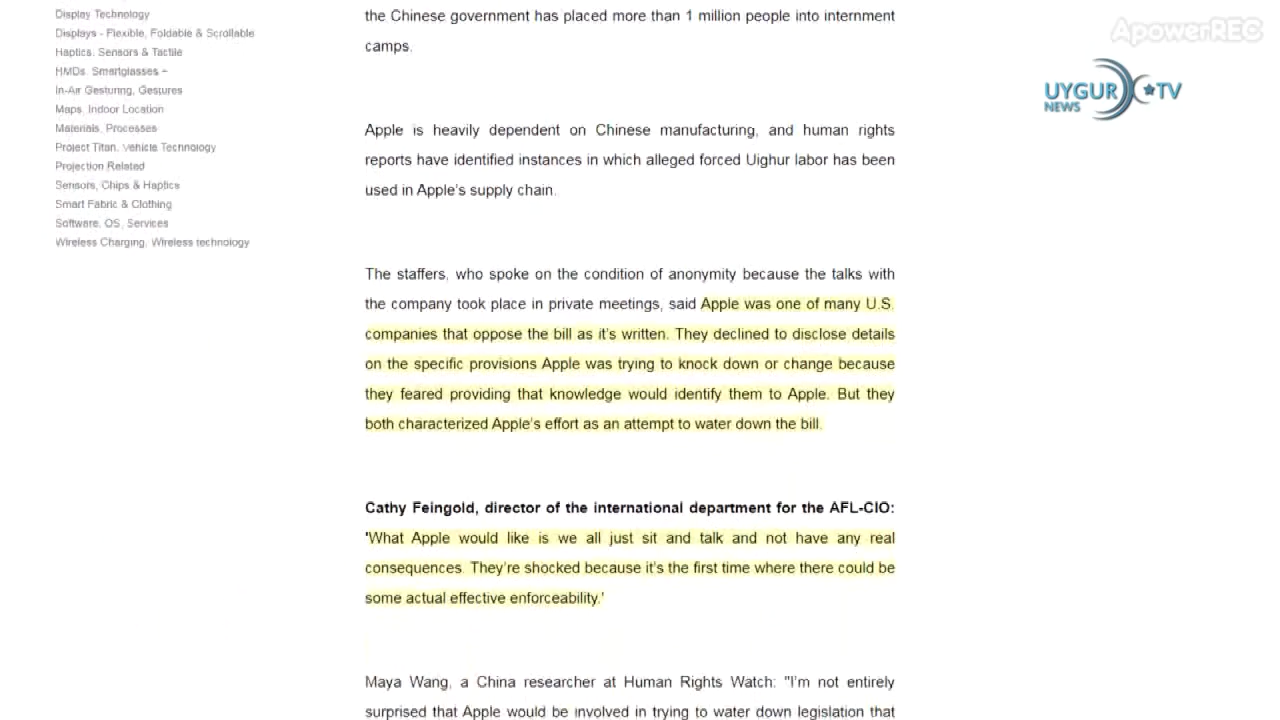 Display Technology
Displays - Flexible, Foldable & Scrollable
Haptics, Sensors & Tactile
HMDs, Smartglasses +
In-Air Gesturing, Gestures
Maps, Indoor Location
Materials, Processes
Project Titan, Vehicle Technology
Projection Related
Sensors, Chips & Haptics
Smart Fabric & Clothing
Software, OS, Services
Wireless Charging, Wireless technology
the Chinese government has placed more than 1 million people into internment
camps.
Apple is heavily dependent on Chinese manufacturing, and human rights
reports have identified instances in which alleged forced Uighur labor has been
used in Apple's supply chain.
The staffers, who spoke on the condition of anonymity because the talks with
the company took place in private meetings, said Apple was one of many U.S.
companies that oppose the bill as it's written. They declined to disclose details
on the specific provisions Apple was trying to knock down or change because
they feared providing that knowledge would identify them to Apple. But they
both characterized Apple's effort as an attempt to water down the bill.
Cathy Feingold, director of the international department for the AFL-CIO:
'What Apple would like is we all just sit and talk and not have any real
consequences. They're shocked because it's the first time where there could be
some actual effective enforceability.'
Maya Wang, a China researcher at Human Rights Watch: "I'm not entirely
surprised that Apple would be involved in trying to water down legislation that
ApowerREC
UYGUR TV
NEWS